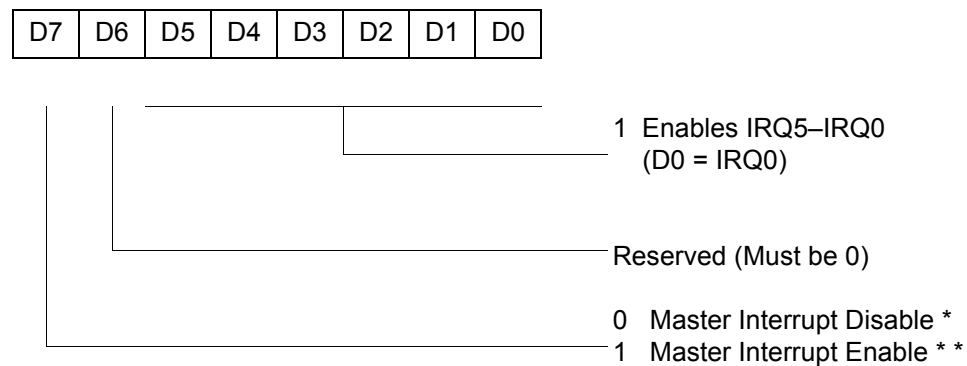 D7 D6 D5 D4 D3 D2 D1 D0
1 Enables IRQ5–IRQ0
(D0 = IRQ0)
Reserved (Must be 0)
0 Master Interrupt Disable *
1 Master Interrupt Enable * *